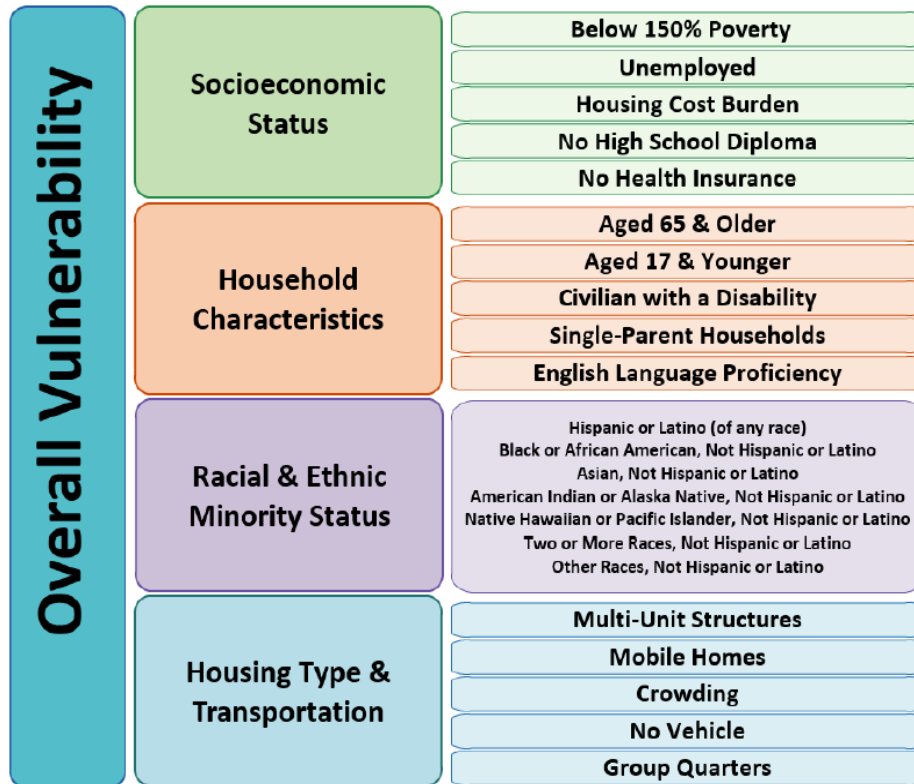 Overall Vulnerability
Socioeconomic
Status
Below 150% Poverty
Unemployed
Housing Cost Burden
No High School Diploma
No Health Insurance
Household
Characteristics
Aged 65 & Older
Aged 17 & Younger
Civilian with a Disability
Single-Parent Households
English Language Proficiency
Racial & Ethnic
Minority Status
Hispanic or Latino (of any race)
Black or African American, Not Hispanic or Latino
Asian, Not Hispanic or Latino
American Indian or Alaska Native, Not Hispanic or Latino
Native Hawaiian or Pacific Islander, Not Hispanic or Latino
Two or More Races, Not Hispanic or Latino
Other Races, Not Hispanic or Latino
Housing Type &
Transportation
Multi-Unit Structures
Mobile Homes
Crowding
No Vehicle
Group Quarters